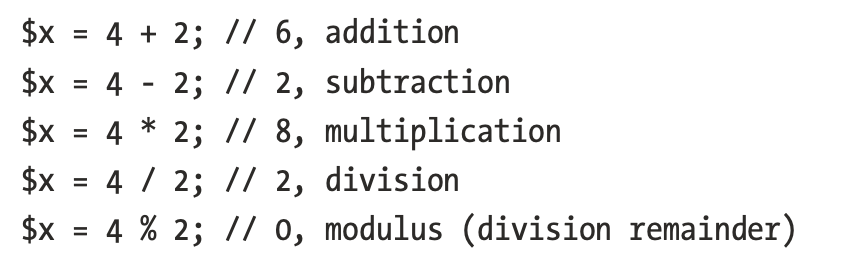 $x = 4 + 2; // 6, addition
$x = 4 - 2; // 2, subtraction
$x = 4 * 2; // 8, multiplication
$x = 4 / 2; // 2, division
$x = 4 % 2; // 0, modulus (division remainder)